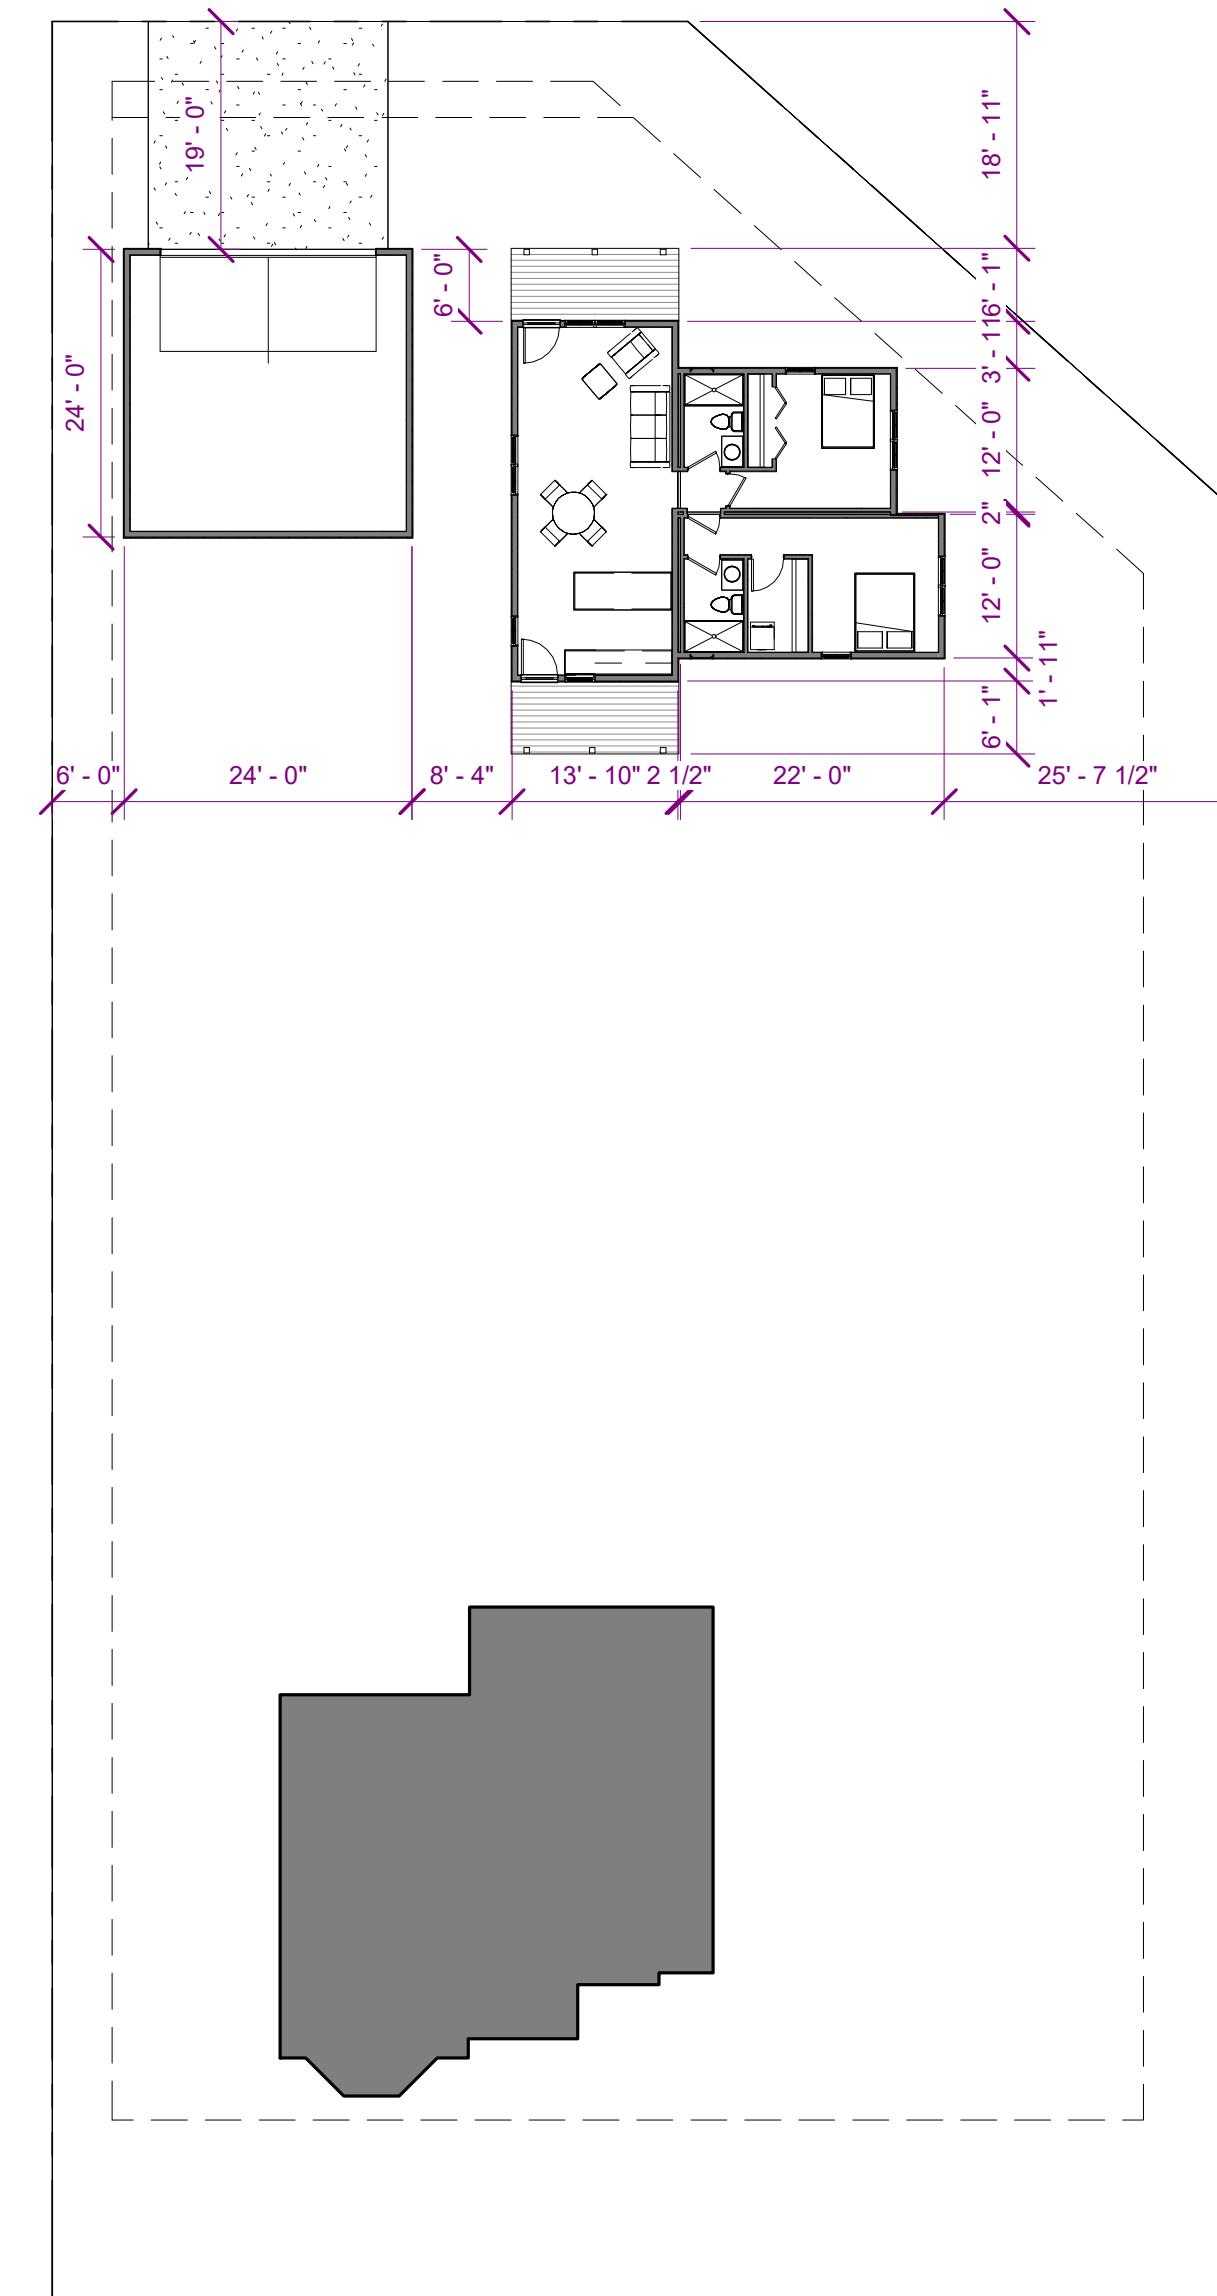 19' - 0"
18' - 11"
6' - 0"
6' - 1"
24' - 0"
3' - 11"
12' - 0"
2"
12' - 0"
1' - 11"
6' - 1"
6' - 0"
24' - 0"
8' - 4"
13' - 10"
2 1/2"
22' - 0"
25' - 7 1/2"